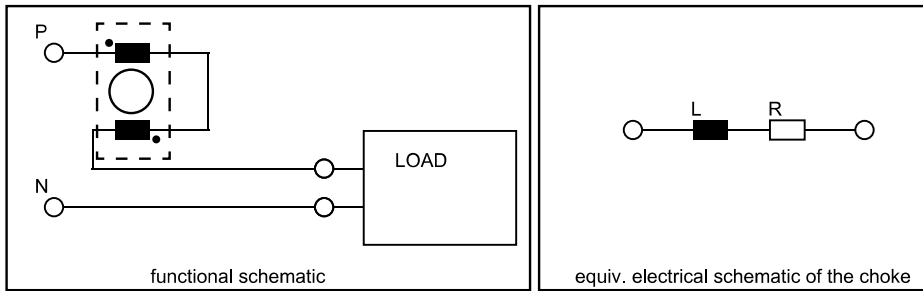 P
N
LOAD
functional schematic
L
R
equiv. electrical schematic of the choke